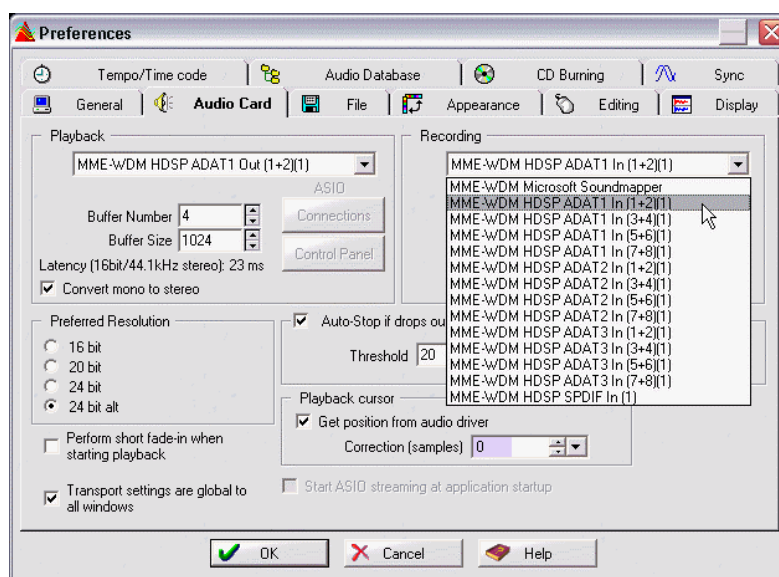 Preferences
Tempo/Time code
Audio Database
CD Burning
Sync
General
Audio Card
File
Appearance
Editing
Display
Playback
MME-WDM HDSP ADAT1 Out (1+2)(1)
ASIO
Buffer Number 4
Connections
Buffer Size 1024
Control Panel
Latency (16bit/44.1kHz stereo): 23 ms
Convert mono to stereo
Recording
MME-WDM HDSP ADAT1 In (1+2)(1)
MME-WDM Microsoft Soundmapper
MME-WDM HDSP ADAT1 In (1+2)(1)
MME-WDM HDSP ADAT1 In (3+4)(1)
MME-WDM HDSP ADAT1 In (5+6)(1)
MME-WDM HDSP ADAT1 In (7+8)(1)
MME-WDM HDSP ADAT2 In (1+2)(1)
MME-WDM HDSP ADAT2 In (3+4)(1)
MME-WDM HDSP ADAT2 In (5+6)(1)
MME-WDM HDSP ADAT2 In (7+8)(1)
MME-WDM HDSP ADAT3 In (1+2)(1)
MME-WDM HDSP ADAT3 In (3+4)(1)
MME-WDM HDSP ADAT3 In (5+6)(1)
MME-WDM HDSP ADAT3 In (7+8)(1)
MME-WDM HDSP SPDIF In (1)
Preferred Resolution
16 bit
20 bit
24 bit
24 bit alt
Auto-Stop if drops ou
Threshold 20
Playback cursor
Get position from audio driver
Correction (samples) 0
Perform short fade-in when
starting playback
Transport settings are global to
all windows
Start ASIO streaming at application startup
OK
Cancel
Help